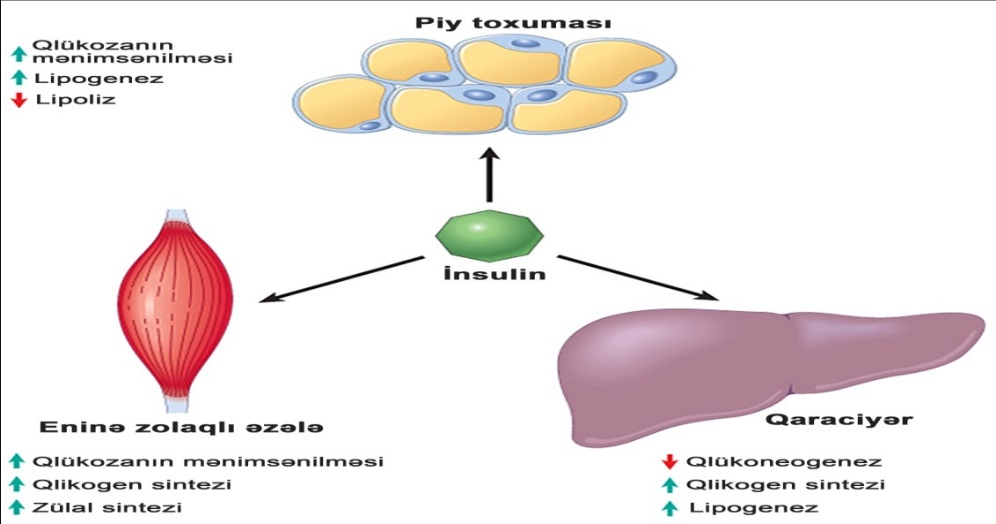 Piy toxuması
Qlükozanın
mənimsənilməsi
Lipogenez
Lipoliz
İnsulin
Eninə zolaqlı əzələ
Qlükozanın mənimsənilməsi
Qlikogen sintezi
Zülal sintezi
Qaraciyər
Qlükoneogenez
Qlikogen sintezi
Lipogenez